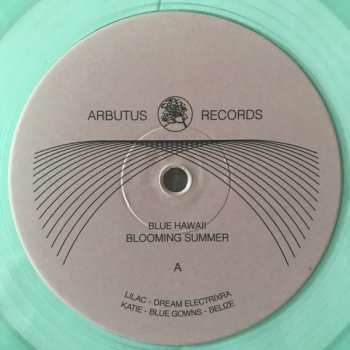 ARBUTUS RECORDS
BLUE HAWAII
BLOOMING SUMMER
A
LILAC - DREAM ELECTRIXRA
KATIE - BLUE GOWNS - BELIZE